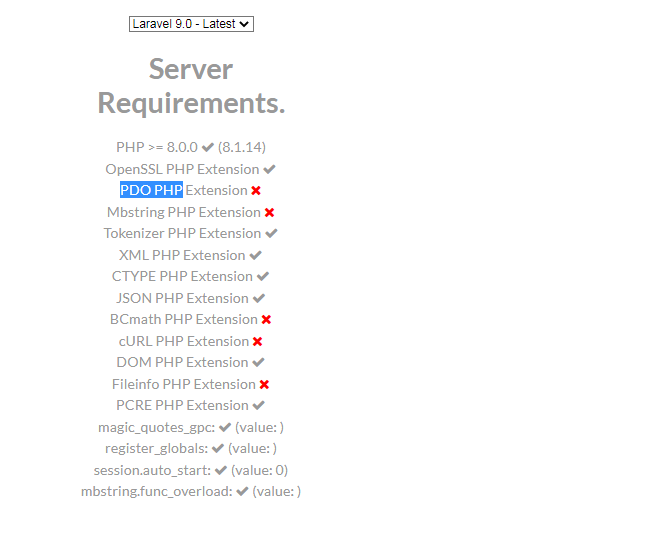 Laravel 9.0 - Latest
Server
Requirements.
PHP >= 8.0.0 ✔ (8.1.14)
OpenSSL PHP Extension ✔
PDO PHP Extension ✖
Mbstring PHP Extension ✖
Tokenizer PHP Extension ✔
XML PHP Extension ✔
CTYPE PHP Extension ✔
JSON PHP Extension ✔
BCmath PHP Extension ✖
cURL PHP Extension ✖
DOM PHP Extension ✔
Fileinfo PHP Extension ✖
PCRE PHP Extension ✔
magic_quotes_gpc: ✔ (value: )
register_globals: ✔ (value: )
session.auto_start: ✔ (value: 0)
mbstring.func_overload: ✔ (value: )